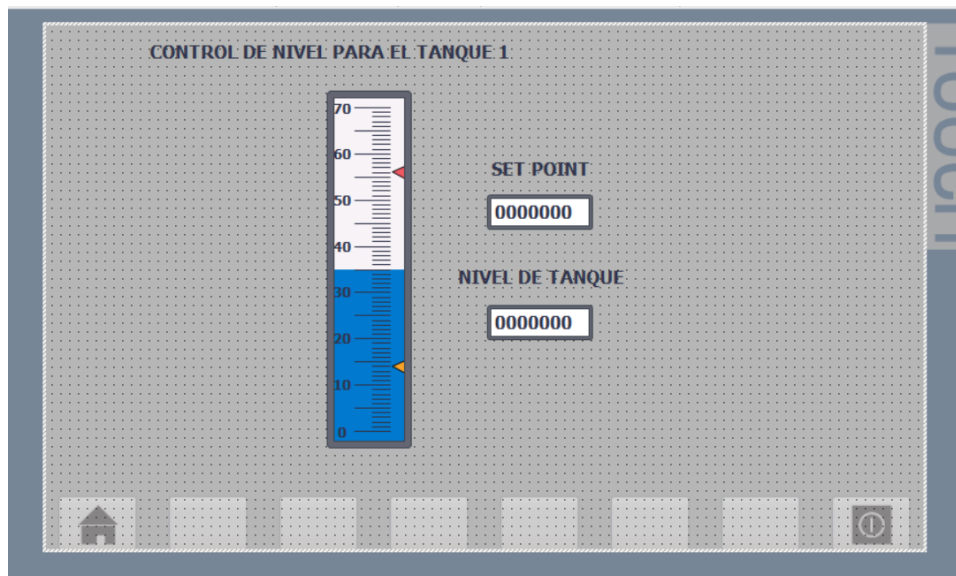 CONTROL DE NIVEL PARA EL TANQUE 1
70
60
50
40
30
20
10
0
SET POINT
0000000
NIVEL DE TANQUE
0000000
TOUCH